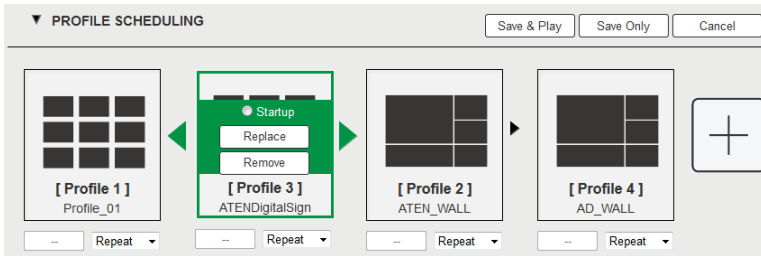 ▼ PROFILE SCHEDULING
Save & Play Save Only Cancel
Startup
Replace
Remove
[ Profile 1 ] [ Profile 3 ] [ Profile 2 ] [ Profile 4 ]
Profile_01 ATENDigitalSign ATEN_WALL AD_WALL
-- Repeat -- Repeat -- Repeat -- Repeat